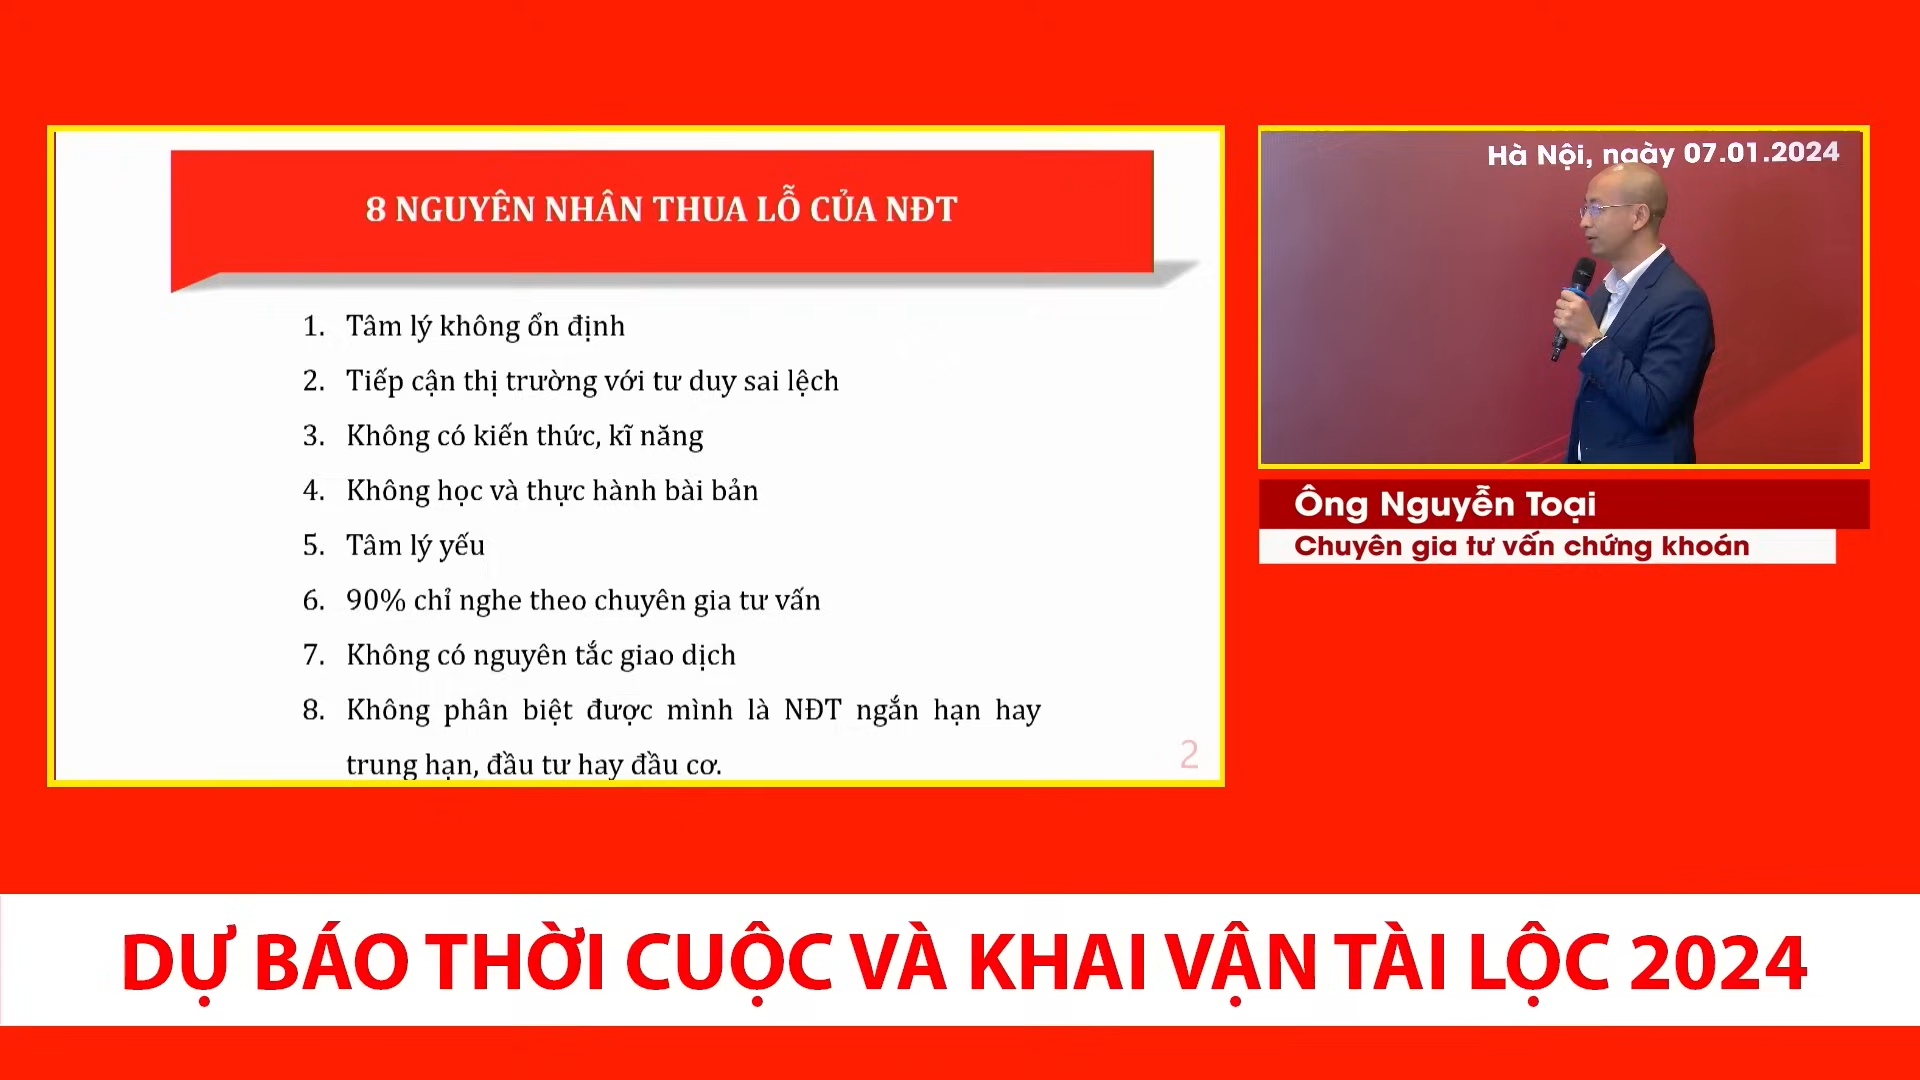 8 NGUYÊN NHÂN THUA LỖ CỦA NĐT
1. Tâm lý không ổn định
2. Tiếp cận thị trường với tư duy sai lệch
3. Không có kiến thức, kĩ năng
4. Không học và thực hành bài bản
5. Tâm lý yếu
6. 90% chỉ nghe theo chuyên gia tư vấn
7. Không có nguyên tắc giao dịch
8. Không phân biệt được mình là NĐT ngắn hạn hay
trung hạn, đầu tư hay đầu cơ.
2
Hà Nội, ngày 07.01.2024
Ông Nguyễn Toại
Chuyên gia tư vấn chứng khoán
DỰ BÁO THỜI CUỘC VÀ KHAI VẬN TÀI LỘC 2024